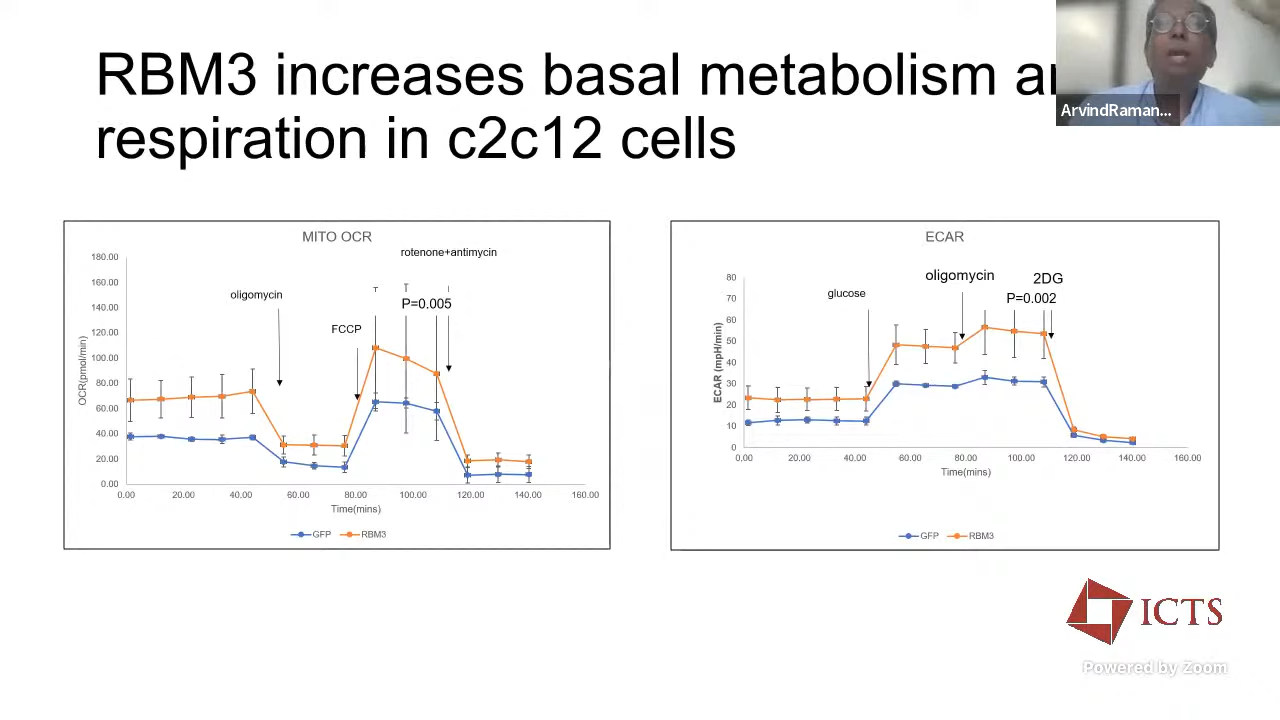 RBM3 increases basal metabolism
respiration in c2c12 cells
ArvindRaman...
MITO OCR
rotenone+antimycin
oligomycin
P=0.005
FCCP
OCR(pmol/min)
180.00
160.00
140.00
120.00
100.00
80.00
60.00
40.00
20.00
0.00
0.00 20.00 40.00 60.00 80.00 100.00 120.00 140.00 160.00
Time(mins)
GFP RBM3
ECAR
oligomycin
2DG
glucose
P=0.002
ECAR (mpH/min)
80
70
60
50
40
30
20
10
0
0.00 20.00 40.00 60.00 80.00 100.00 120.00 140.00 160.00
Time(mins)
GFP RBM3
ICTS
Powered by Zoom